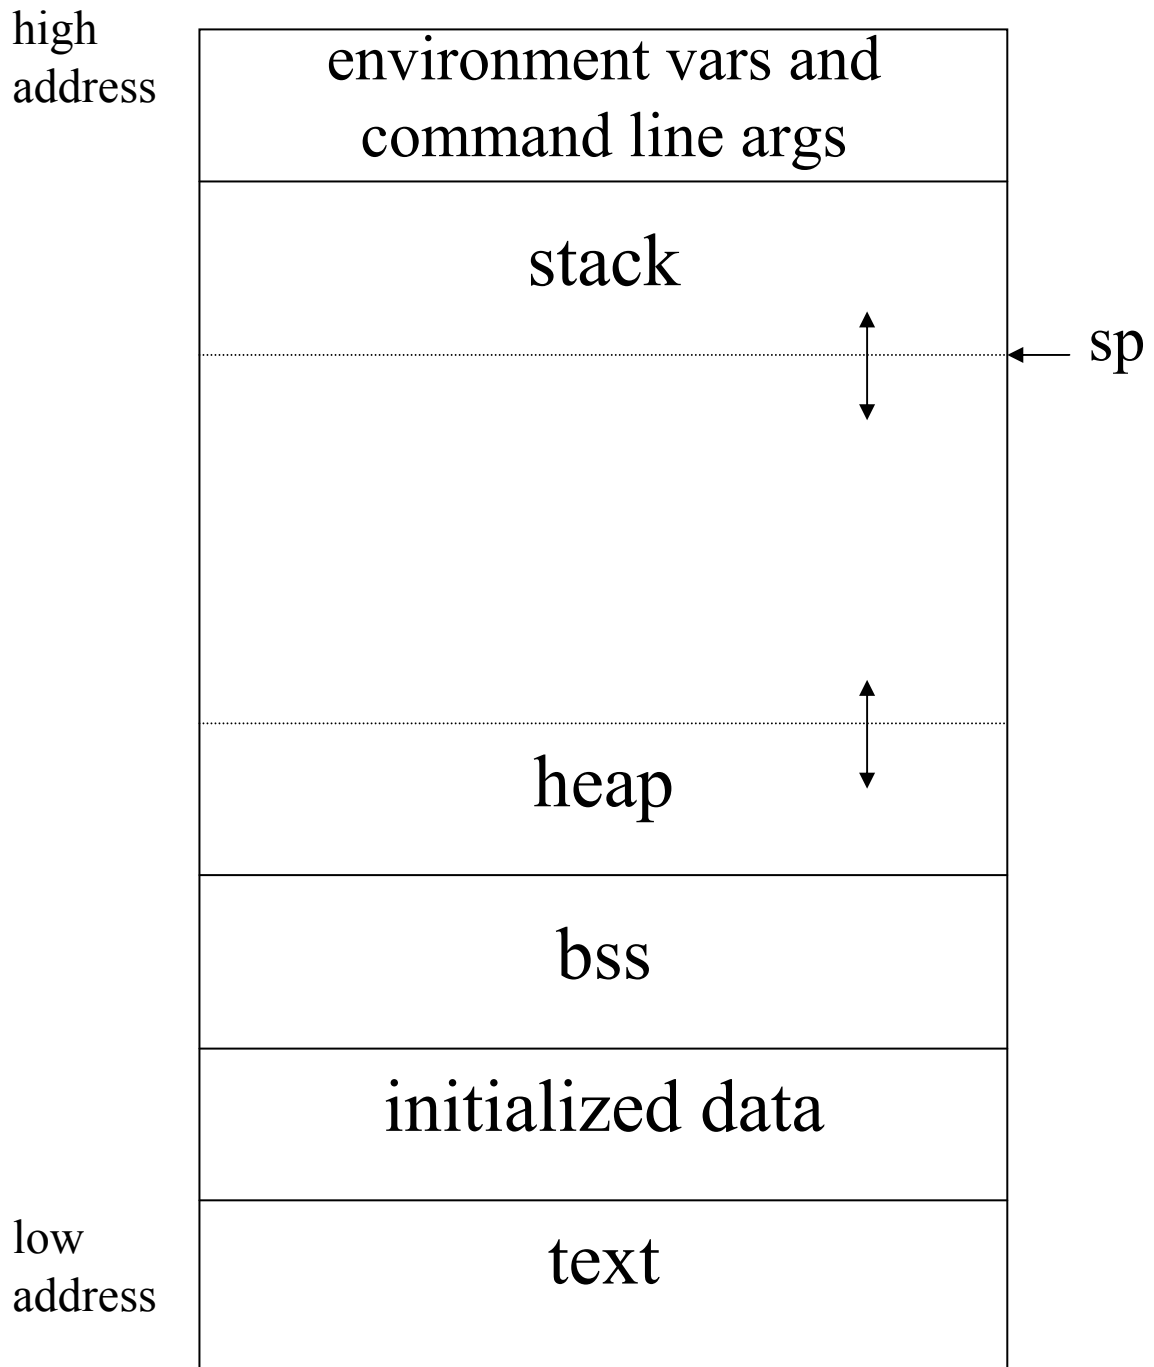 high
address
environment vars and
command line args
stack
sp
heap
bss
initialized data
low
address
text